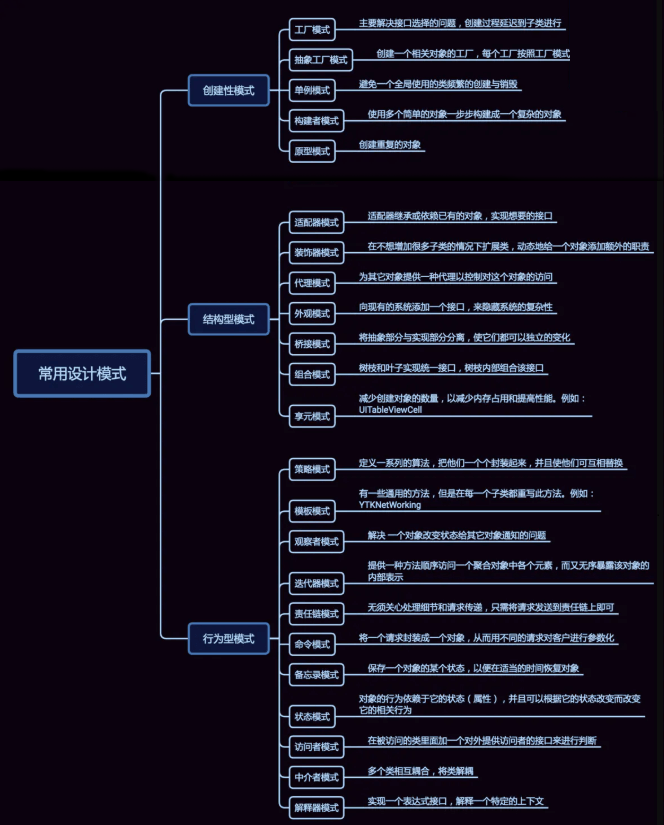 常用设计模式
创建性模式
工厂模式
主要解决接口选择的问题，创建过程延迟到子类进行
抽象工厂模式
创建一个相关对象的工厂，每个工厂按照工厂模式
单例模式
避免一个全局使用的类频繁的创建与销毁
构建者模式
使用多个简单的对象一步步构建成一个复杂的对象
原型模式
创建重复的对象
结构型模式
适配器模式
适配器继承或依赖已有的对象，实现想要的接口
装饰器模式
在不想增加很多子类的情况下扩展类，动态地给一个对象添加额外的职责
代理模式
为其它对象提供一种代理以控制对这个对象的访问
外观模式
向现有的系统添加一个接口，来隐藏系统的复杂性
桥接模式
将抽象部分与实现部分分离，使它们都可以独立的变化
组合模式
树枝和叶子实现统一接口，树枝内部组合该接口
享元模式
减少创建对象的数量，以减少内存占用和提高性能。例如：
UITableViewCell
行为型模式
策略模式
定义一系列的算法，把他们一个个封装起来，并且使他们可互相替换
模板模式
有一些通用的方法，但是在每一个子类都重写此方法。例如：
YTKNetWorking
观察者模式
解决 一个对象改变状态给其它对象通知的问题
迭代器模式
提供一种方法顺序访问一个聚合对象中各个元素，而又无序暴露该对象的
内部表示
责任链模式
无须关心处理细节和请求传递，只需将请求发送到责任链上即可
命令模式
将一个请求封装成一个对象，从而用不同的请求对客户进行参数化
备忘录模式
保存一个对象的某个状态，以便在适当的时间恢复对象
状态模式
对象的行为依赖于它的状态（属性），并且可以根据它的状态改变而改变
它的相关行为
访问者模式
在被访问的类里面加一个对外提供访问者的接口来进行判断
中介者模式
多个类相互耦合，将类解耦
解释器模式
实现一个表达式接口，解释一个特定的上下文